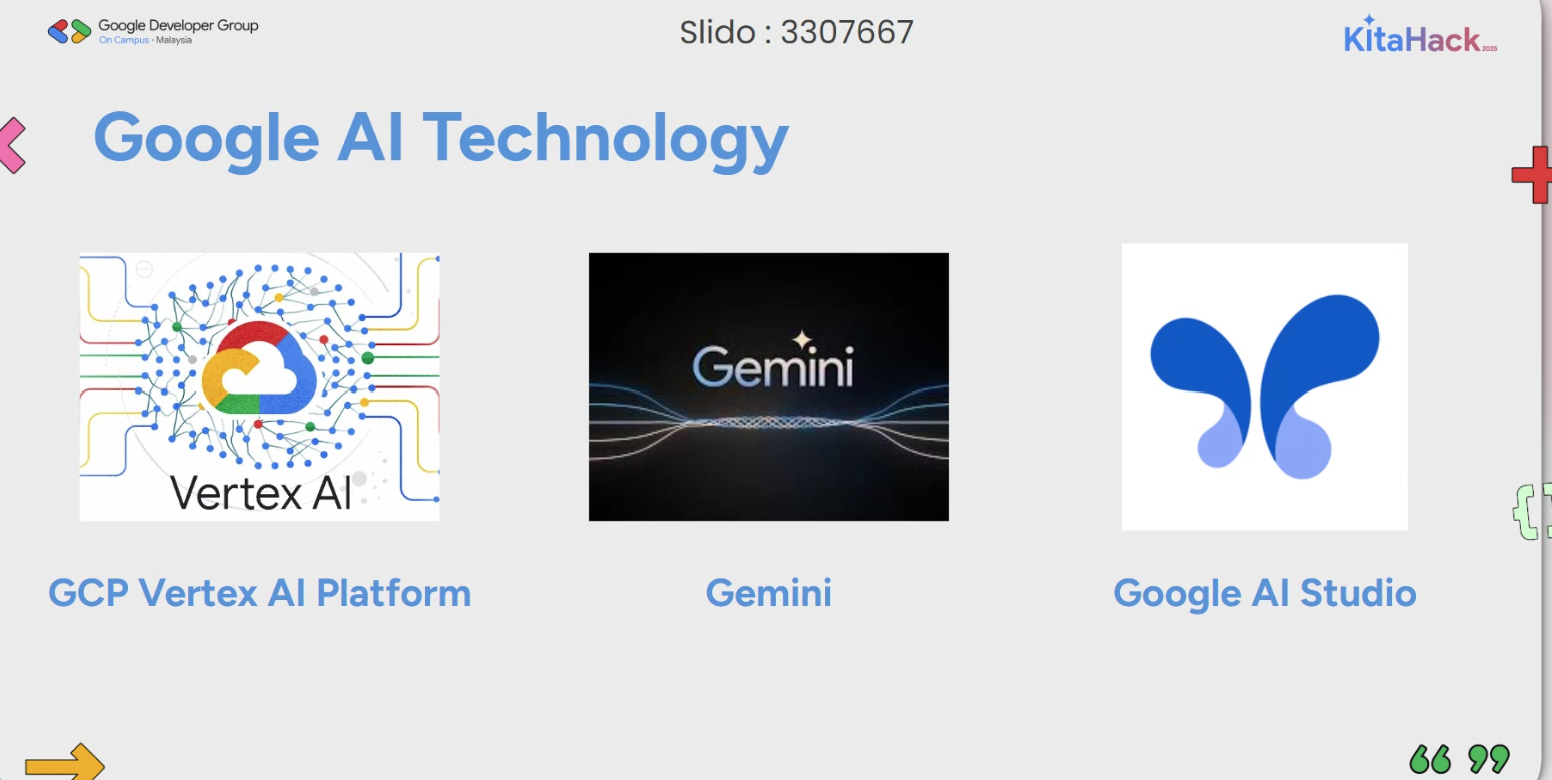 Google Developer Group
On Campus • Malaysia
Slido : 3307667
KitaHack 2025
Google AI Technology
Vertex AI
Gemini
GCP Vertex AI Platform
Gemini
Google AI Studio